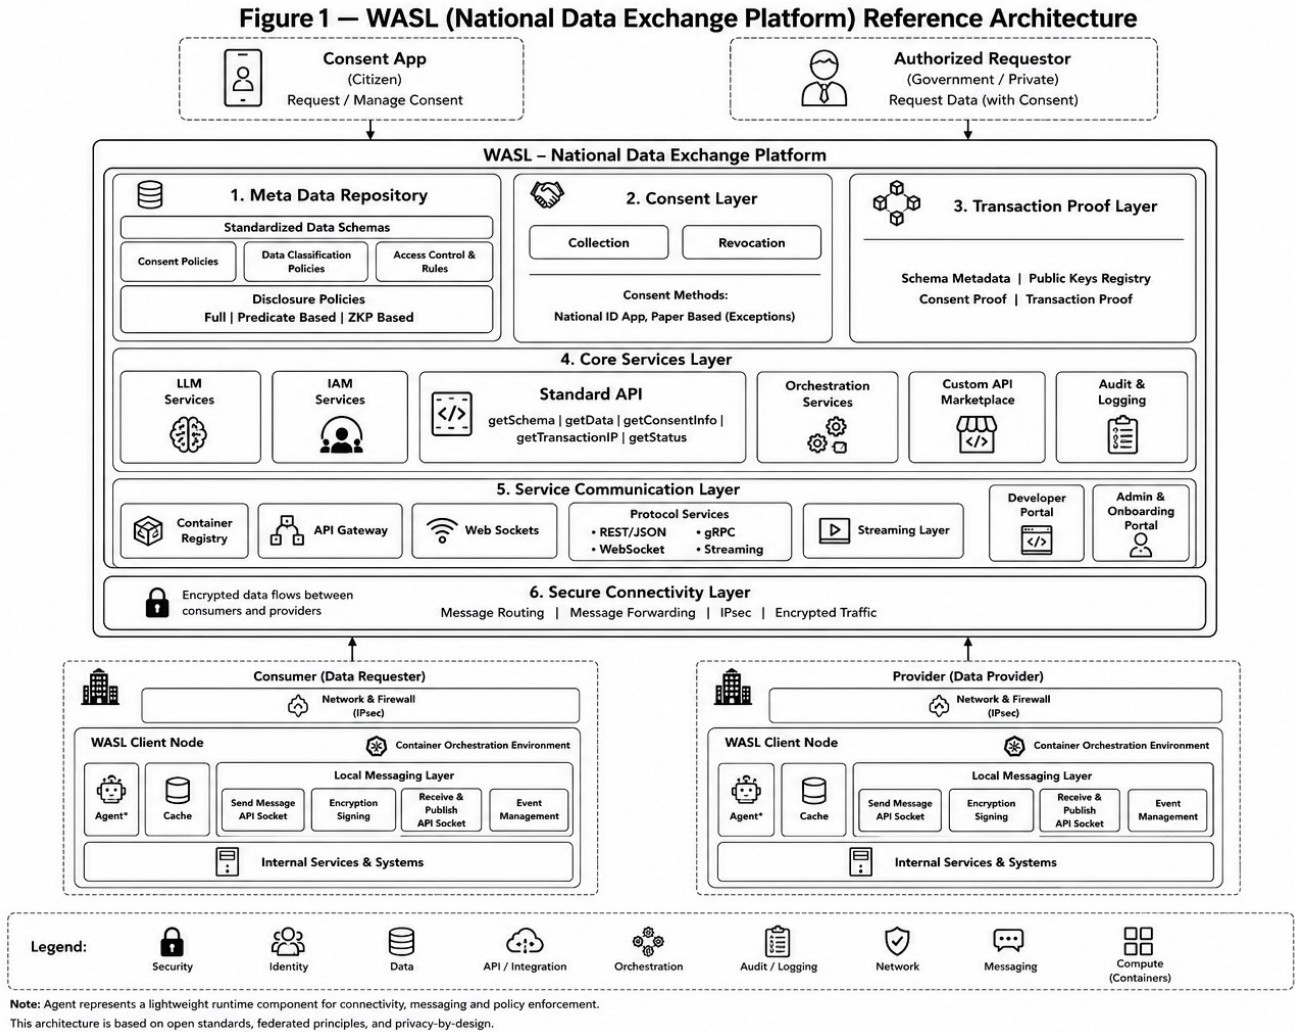 Figure 1 — WASL (National Data Exchange Platform) Reference Architecture
Consent App
(Citizen)
Request / Manage Consent
Authorized Requestor
(Government / Private)
Request Data (with Consent)
WASL – National Data Exchange Platform
1. Meta Data Repository
Standardized Data Schemas
Consent Policies
Data Classification
Policies
Access Control &
Rules
Disclosure Policies
Full | Predicate Based | ZKP Based
2. Consent Layer
Collection
Revocation
Consent Methods:
National ID App, Paper Based (Exceptions)
3. Transaction Proof Layer
Schema Metadata | Public Keys Registry
Consent Proof | Transaction Proof
4. Core Services Layer
LLM
Services
IAM
Services
Standard API
getSchema | getData | getConsentInfo |
getTransactionIP | getStatus
Orchestration
Services
Custom API
Marketplace
Audit &
Logging
5. Service Communication Layer
Container
Registry
API Gateway
Web Sockets
Protocol Services
• REST/JSON
• gRPC
• WebSocket
• Streaming
Streaming Layer
Developer
Portal
Admin &
Onboarding
Portal
Encrypted data flows between
consumers and providers
6. Secure Connectivity Layer
Message Routing | Message Forwarding | IPsec | Encrypted Traffic
Consumer (Data Requester)
Network & Firewall
(IPsec)
WASL Client Node
Container Orchestration Environment
Agent*
Cache
Local Messaging Layer
Send Message
API Socket
Encryption
Signing
Receive &
Publish
API Socket
Event
Management
Internal Services & Systems
Provider (Data Provider)
Network & Firewall
(IPsec)
WASL Client Node
Container Orchestration Environment
Agent*
Cache
Local Messaging Layer
Send Message
API Socket
Encryption
Signing
Receive &
Publish
API Socket
Event
Management
Internal Services & Systems
Legend:
Security
Identity
Data
API / Integration
Orchestration
Audit / Logging
Network
Messaging
Compute
(Containers)
Note: Agent represents a lightweight runtime component for connectivity, messaging and policy enforcement.
This architecture is based on open standards, federated principles, and privacy-by-design.